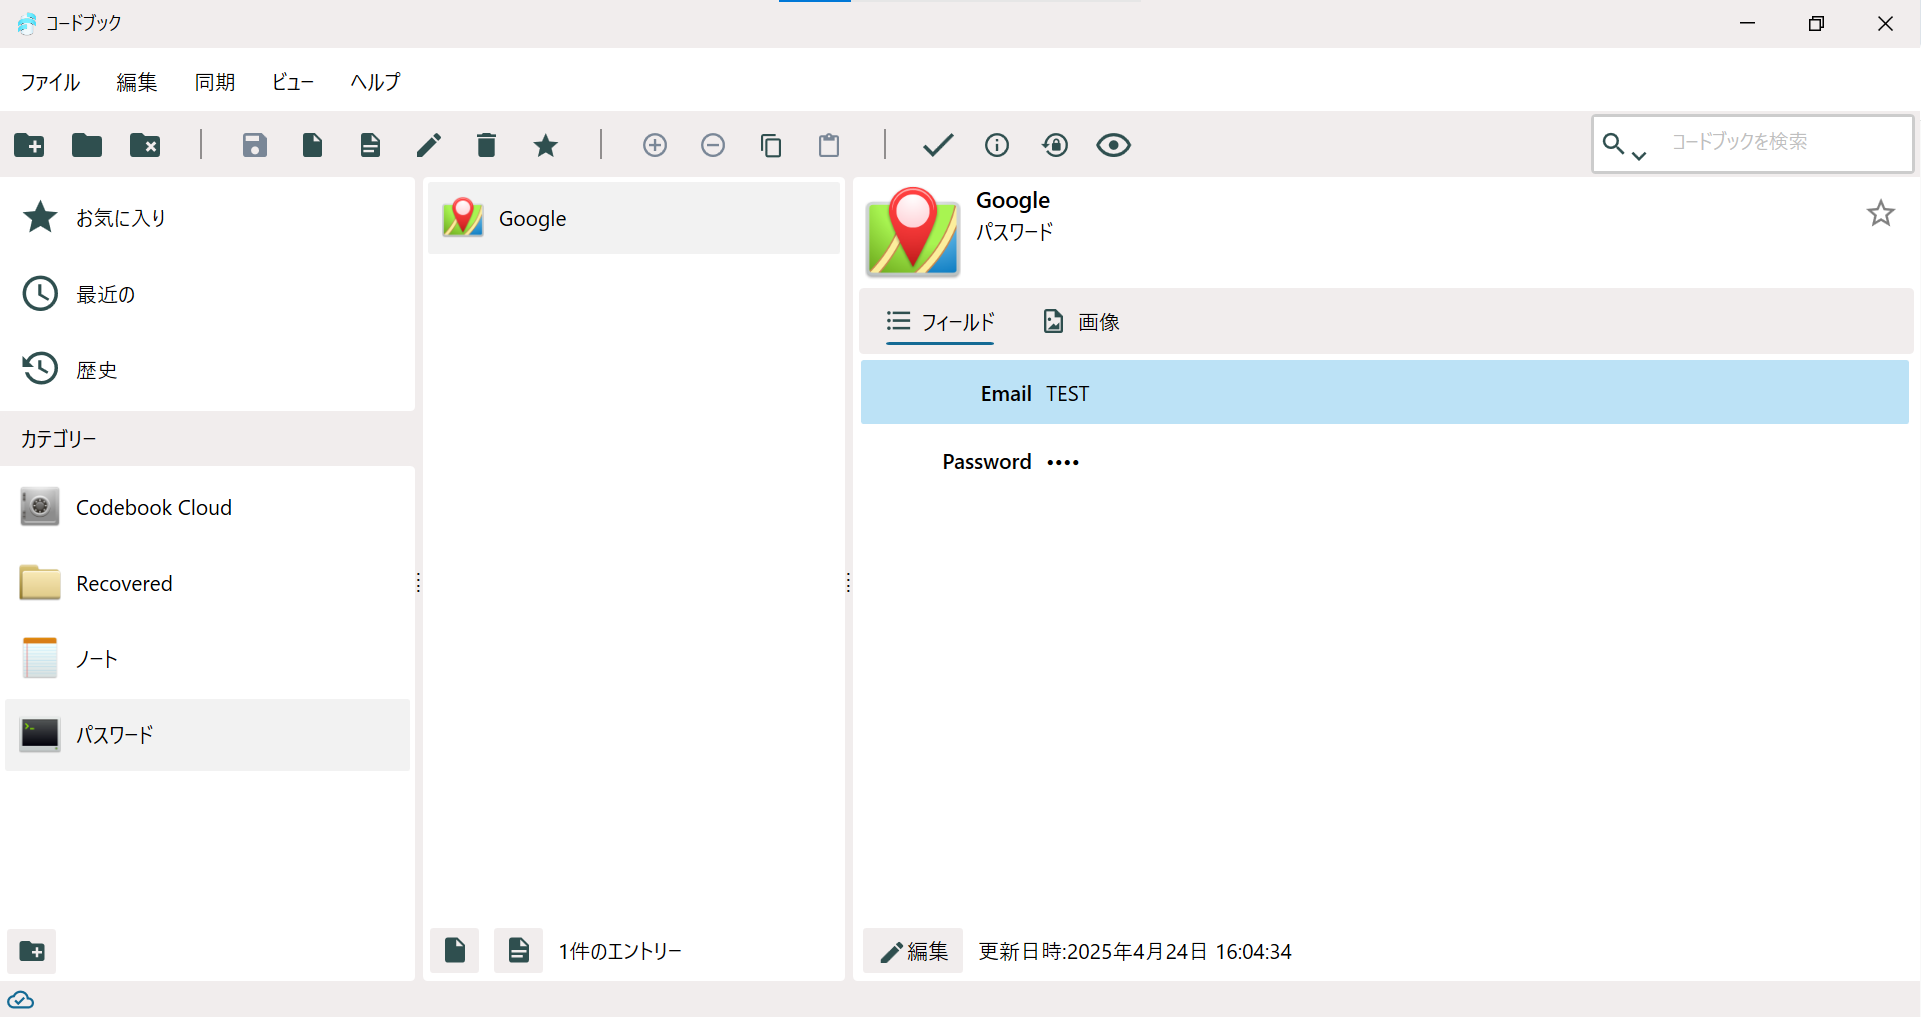 コードブック
ファイル 編集 同期 ビュー ヘルプ
コードブックを検索
お気に入り
最近の
歴史
カテゴリー
Codebook Cloud
Recovered
ノート
パスワード
Google
1件のエントリー
Google
パスワード
フィールド 画像
Email TEST
Password ••••
編集 更新日時:2025年4月24日 16:04:34